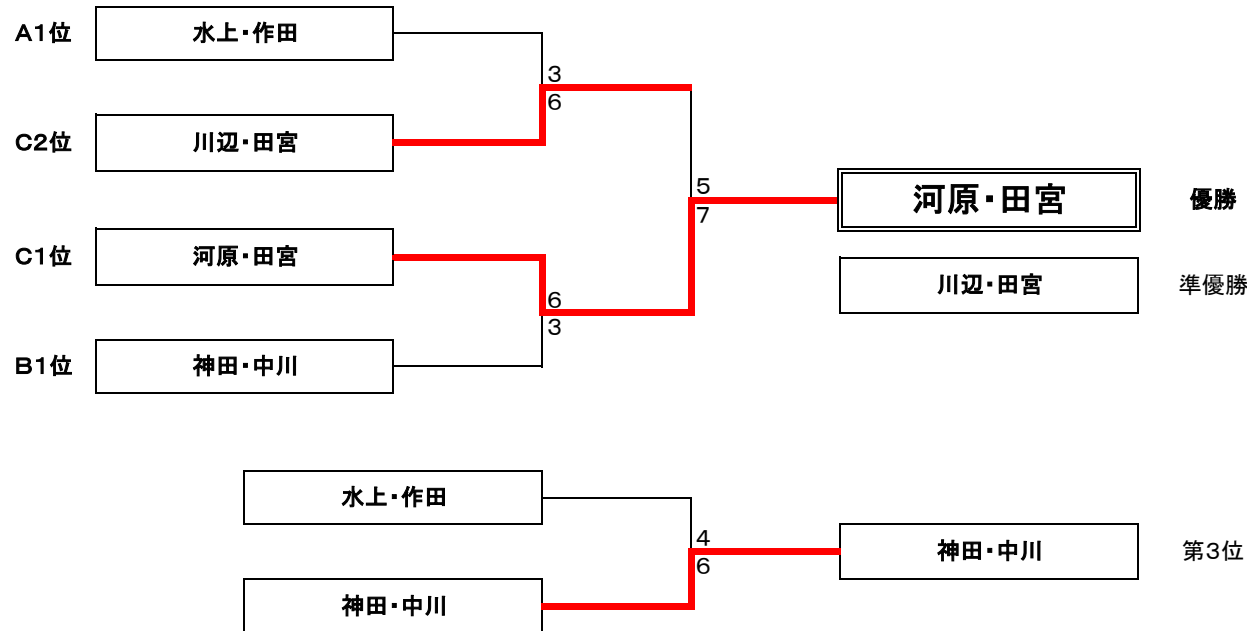 A1位 水上・作田
3
6
C2位 川辺・田宮
5
7
河原・田宮 優勝
C1位 河原・田宮
川辺・田宮 準優勝
6
3
B1位 神田・中川
水上・作田
4
6
神田・中川 第3位
神田・中川